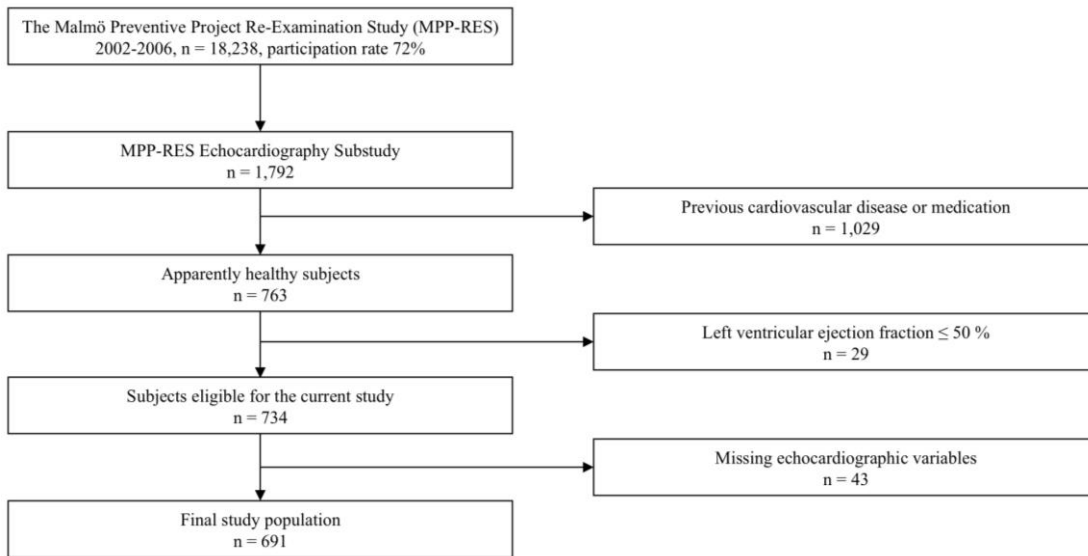 The Malmö Preventive Project Re-Examination Study (MPP-RES)
2002-2006, n = 18,238, participation rate 72%
MPP-RES Echocardiography Substudy
n = 1,792
Previous cardiovascular disease or medication
n = 1,029
Apparently healthy subjects
n = 763
Left ventricular ejection fraction ≤ 50 %
n = 29
Subjects eligible for the current study
n = 734
Missing echocardiographic variables
n = 43
Final study population
n = 691